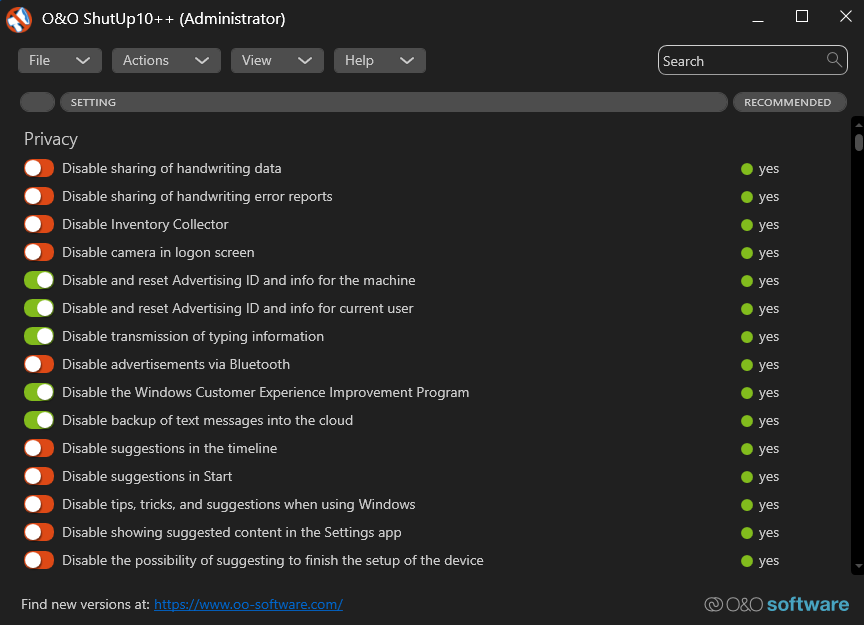 O&O ShutUp10++ (Administrator)
File Actions View Help Search
SETTING RECOMMENDED
Privacy
Disable sharing of handwriting data yes
Disable sharing of handwriting error reports yes
Disable Inventory Collector yes
Disable camera in logon screen yes
Disable and reset Advertising ID and info for the machine yes
Disable and reset Advertising ID and info for current user yes
Disable transmission of typing information yes
Disable advertisements via Bluetooth yes
Disable the Windows Customer Experience Improvement Program yes
Disable backup of text messages into the cloud yes
Disable suggestions in the timeline yes
Disable suggestions in Start yes
Disable tips, tricks, and suggestions when using Windows yes
Disable showing suggested content in the Settings app yes
Disable the possibility of suggesting to finish the setup of the device yes
Find new versions at: https://www.oo-software.com/ O&O software